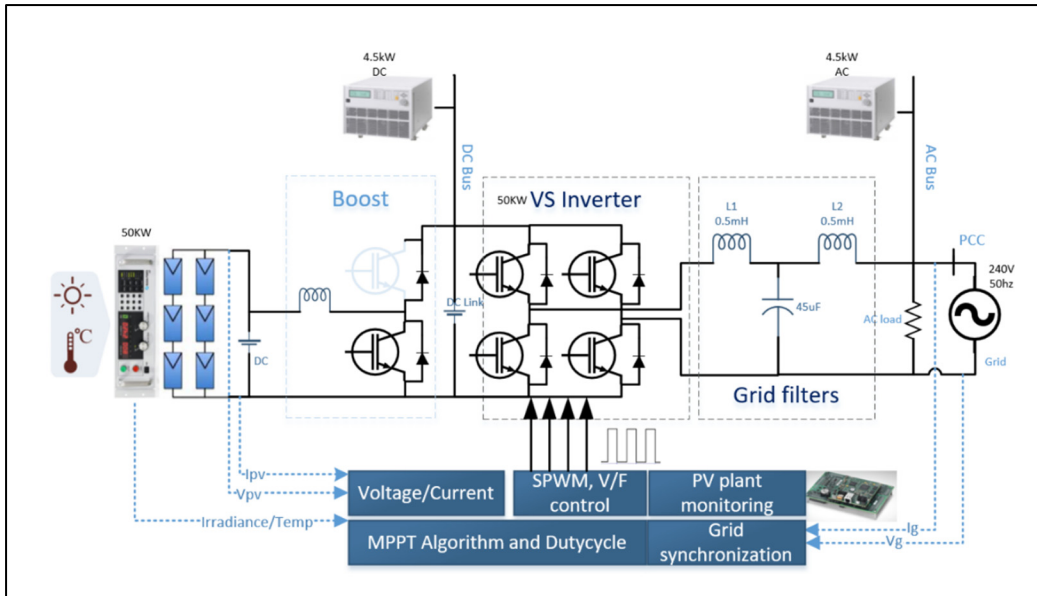 4.5kW
DC
4.5kW
AC
DC Bus
AC Bus
Boost
50KW VS Inverter
L1
0.5mH
L2
0.5mH
PCC
50KW
240V
50hz
°C
DC
DC Link
45uF
AC load
Grid
Grid filters
Ipv
Vpv
Irradiance/Temp
Voltage/Current
SPWM, V/F
control
PV plant
monitoring
MPPT Algorithm and Dutycycle
Grid
synchronization
Ig
Vg